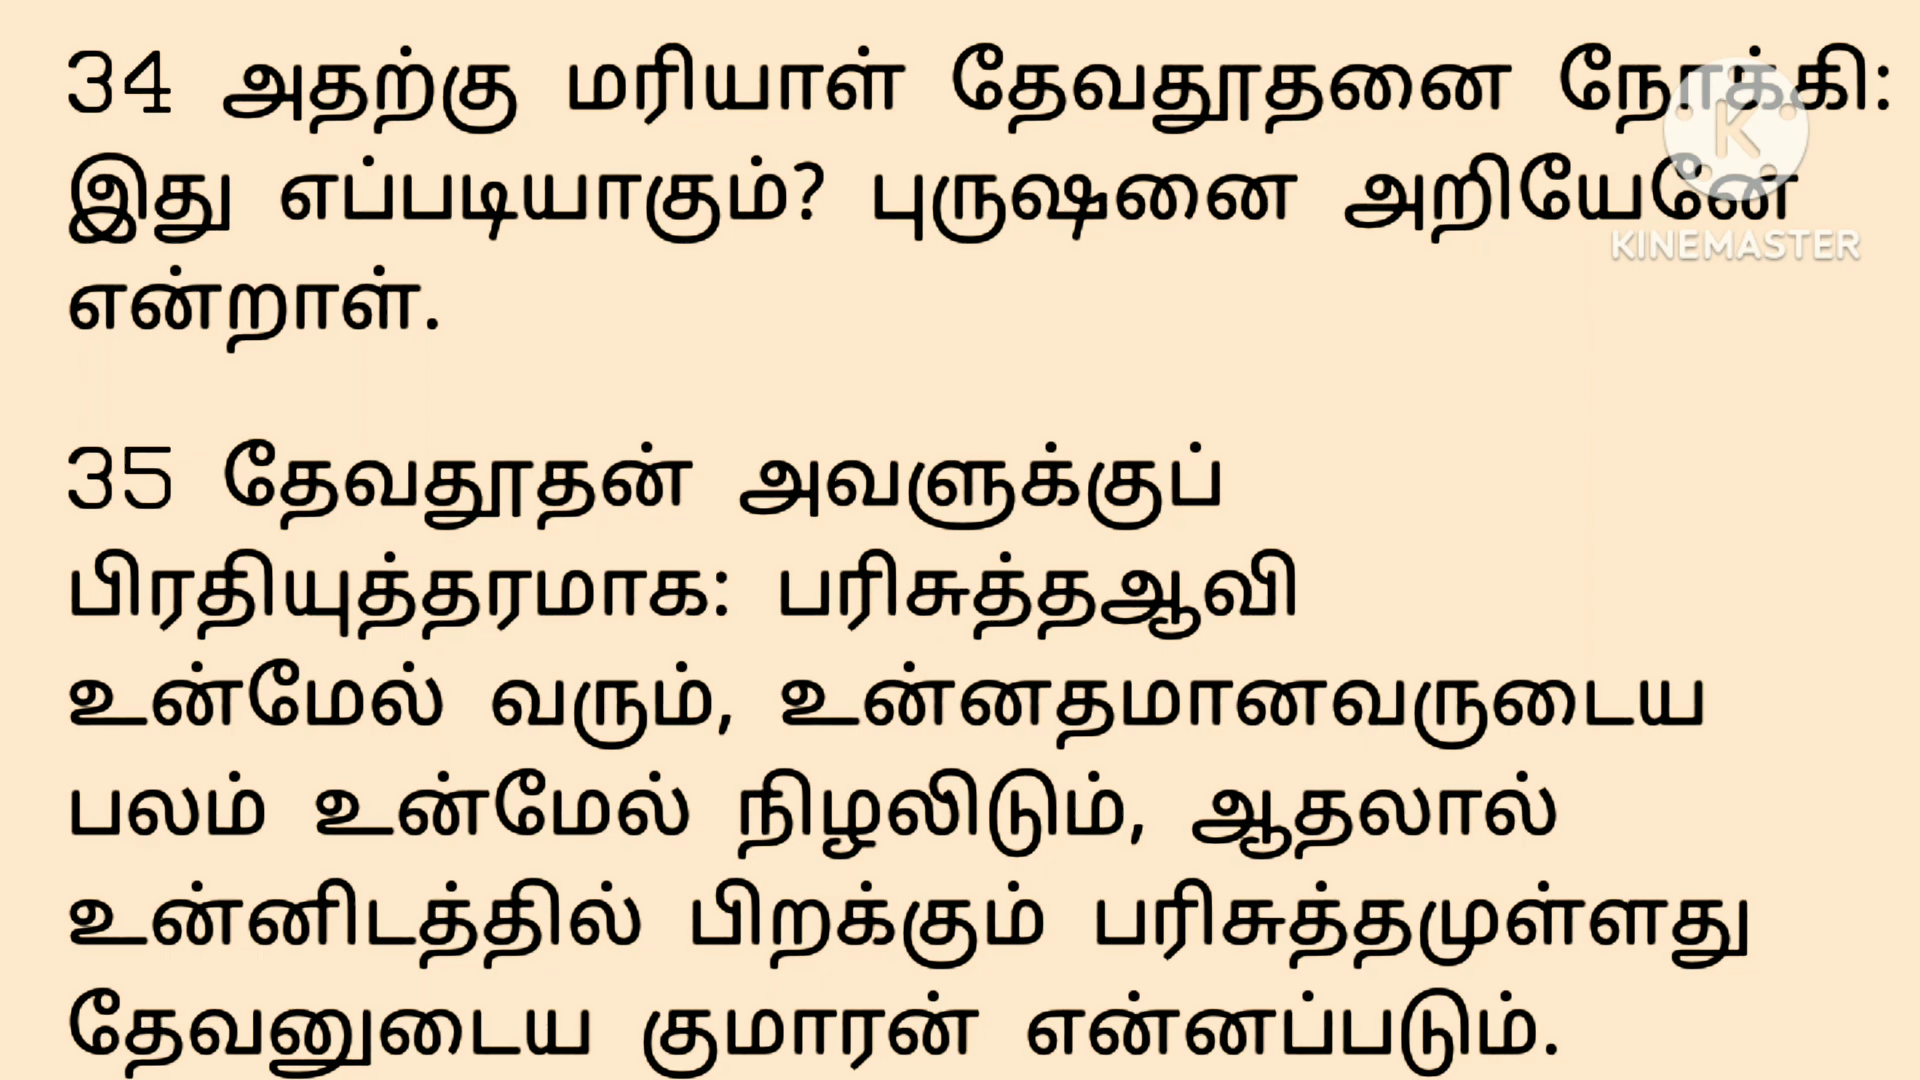 34 அதற்கு மரியாள் தேவதூதனை நோக்கி:
இது எப்படியாகும்? புருஷனை அறியேனே
என்றாள்.
K
KINEMASTER
35 தேவதூதன் அவளுக்குப்
பிரதியுத்தரமாக: பரிசுத்தஆவி
உன்மேல் வரும், உன்னதமானவருடைய
பலம் உன்மேல் நிழலிடும், ஆதலால்
உன்னிடத்தில் பிறக்கும் பரிசுத்தமுள்ளது
தேவனுடைய குமாரன் என்னப்படும்.